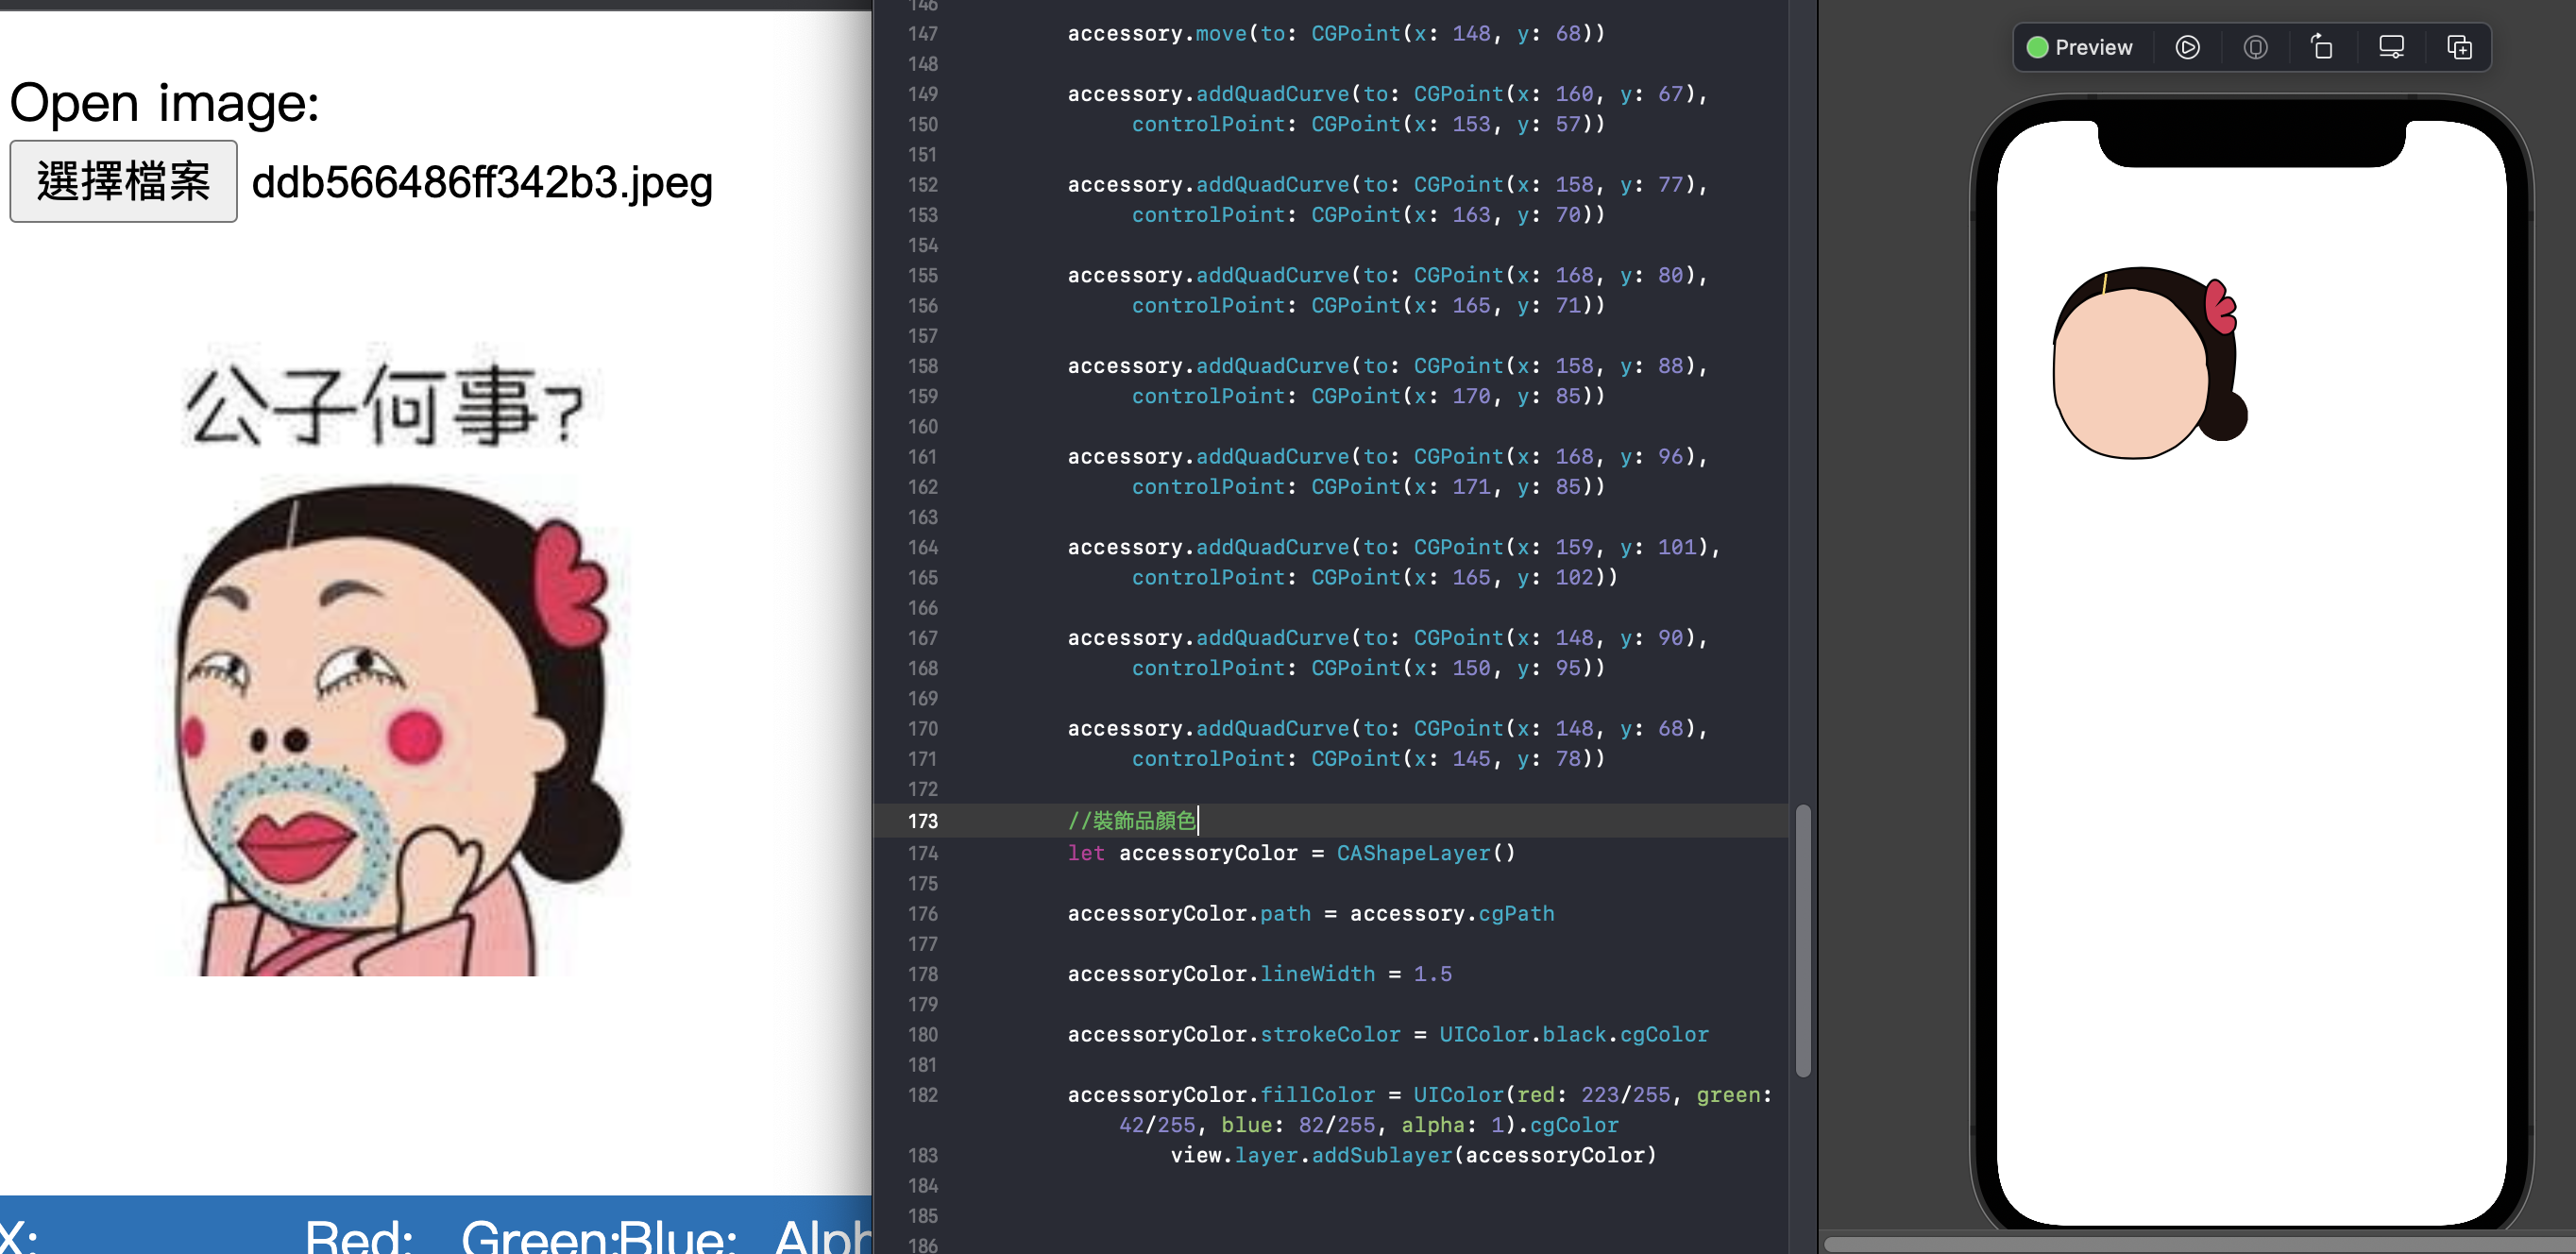 Open image:
選擇檔案 ddb566486ff342b3.jpeg
公子何事?
X: Red: Green: Blue: Alph
146
147 accessory.move(to: CGPoint(x: 148, y: 68))
148
149 accessory.addQuadCurve(to: CGPoint(x: 160, y: 67),
150 controlPoint: CGPoint(x: 153, y: 57))
151
152 accessory.addQuadCurve(to: CGPoint(x: 158, y: 77),
153 controlPoint: CGPoint(x: 163, y: 70))
154
155 accessory.addQuadCurve(to: CGPoint(x: 168, y: 80),
156 controlPoint: CGPoint(x: 165, y: 71))
157
158 accessory.addQuadCurve(to: CGPoint(x: 158, y: 88),
159 controlPoint: CGPoint(x: 170, y: 85))
160
161 accessory.addQuadCurve(to: CGPoint(x: 168, y: 96),
162 controlPoint: CGPoint(x: 171, y: 85))
163
164 accessory.addQuadCurve(to: CGPoint(x: 159, y: 101),
165 controlPoint: CGPoint(x: 165, y: 102))
166
167 accessory.addQuadCurve(to: CGPoint(x: 148, y: 90),
168 controlPoint: CGPoint(x: 150, y: 95))
169
170 accessory.addQuadCurve(to: CGPoint(x: 148, y: 68),
171 controlPoint: CGPoint(x: 145, y: 78))
172
173 //裝飾品顏色
174 let accessoryColor = CAShapeLayer()
175
176 accessoryColor.path = accessory.cgPath
177
178 accessoryColor.lineWidth = 1.5
179
180 accessoryColor.strokeColor = UIColor.black.cgColor
181
182 accessoryColor.fillColor = UIColor(red: 223/255, green:
42/255, blue: 82/255, alpha: 1).cgColor
183 view.layer.addSublayer(accessoryColor)
184
185
186
Preview